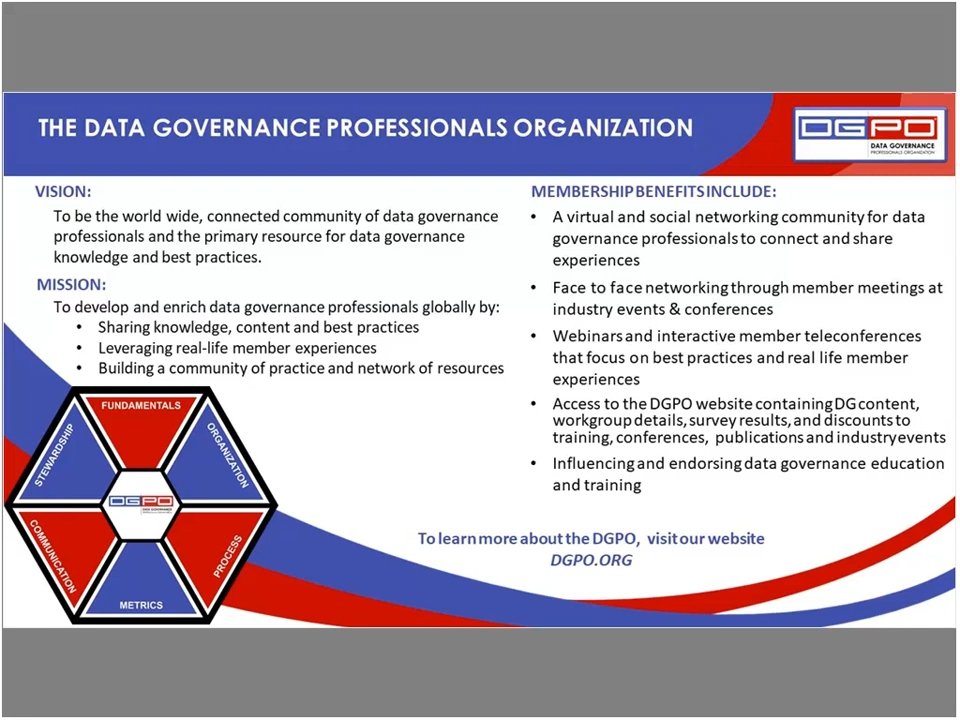 THE DATA GOVERNANCE PROFESSIONALS ORGANIZATION
DGPO
DATA GOVERNANCE
PROFESSIONALS ORGANIZATION
VISION:
To be the world wide, connected community of data governance
professionals and the primary resource for data governance
knowledge and best practices.
MISSION:
To develop and enrich data governance professionals globally by:
• Sharing knowledge, content and best practices
• Leveraging real-life member experiences
• Building a community of practice and network of resources
MEMBERSHIP BENEFITS INCLUDE:
• A virtual and social networking community for data
governance professionals to connect and share
experiences
• Face to face networking through member meetings at
industry events & conferences
• Webinars and interactive member teleconferences
that focus on best practices and real life member
experiences
• Access to the DGPO website containing DG content,
workgroup details, survey results, and discounts to
training, conferences, publications and industry events
• Influencing and endorsing data governance education
and training
FUNDAMENTALS
ORGANIZATION
PROCESS
METRICS
COMMUNICATION
STEWARDSHIP
DGPO
DATA GOVERNANCE
To learn more about the DGPO, visit our website
DGPO.ORG